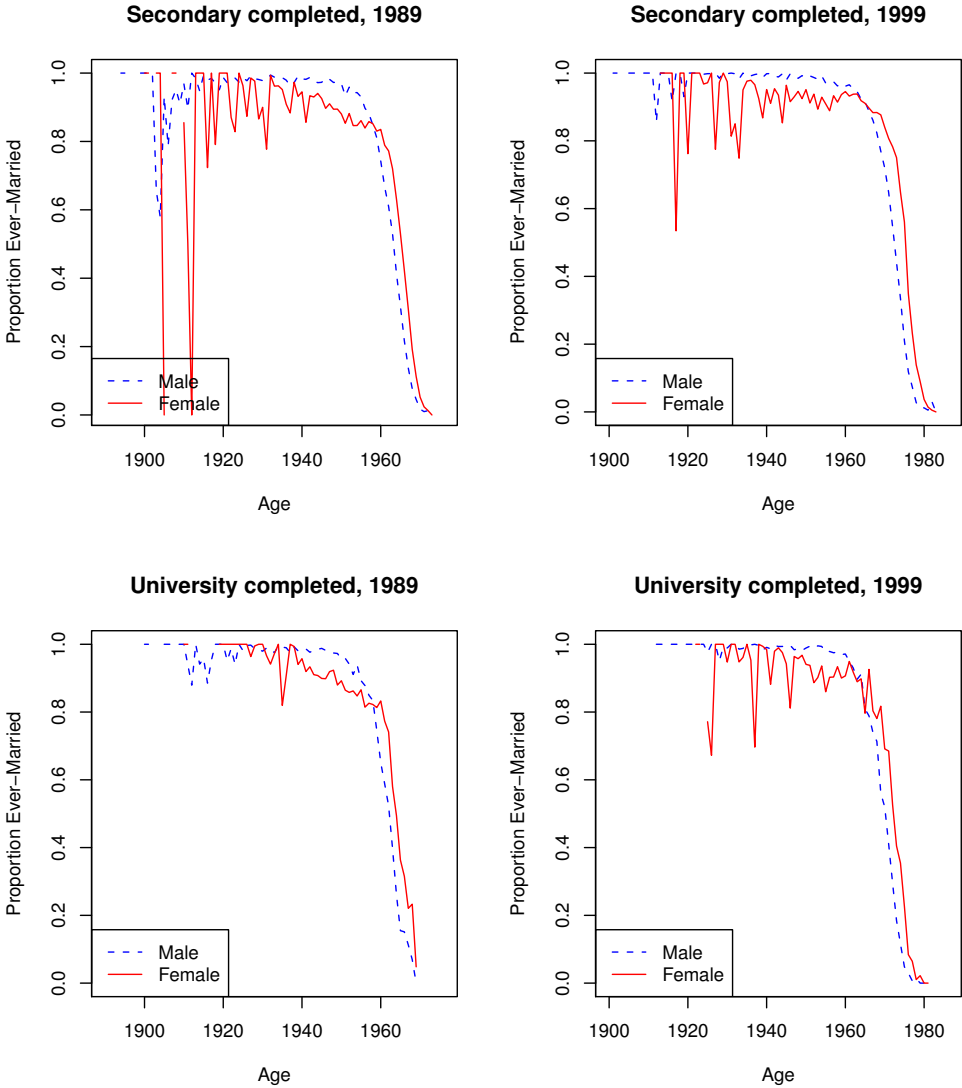 Secondary completed, 1989
Proportion Ever−Married
1.0
0.8
0.6
0.4
0.2
0.0
Male
Female
1900 1920 1940 1960
Age
Secondary completed, 1999
Proportion Ever−Married
1.0
0.8
0.6
0.4
0.2
0.0
Male
Female
1900 1920 1940 1960 1980
Age
University completed, 1989
Proportion Ever−Married
1.0
0.8
0.6
0.4
0.2
0.0
Male
Female
1900 1920 1940 1960
Age
University completed, 1999
Proportion Ever−Married
1.0
0.8
0.6
0.4
0.2
0.0
Male
Female
1900 1920 1940 1960 1980
Age